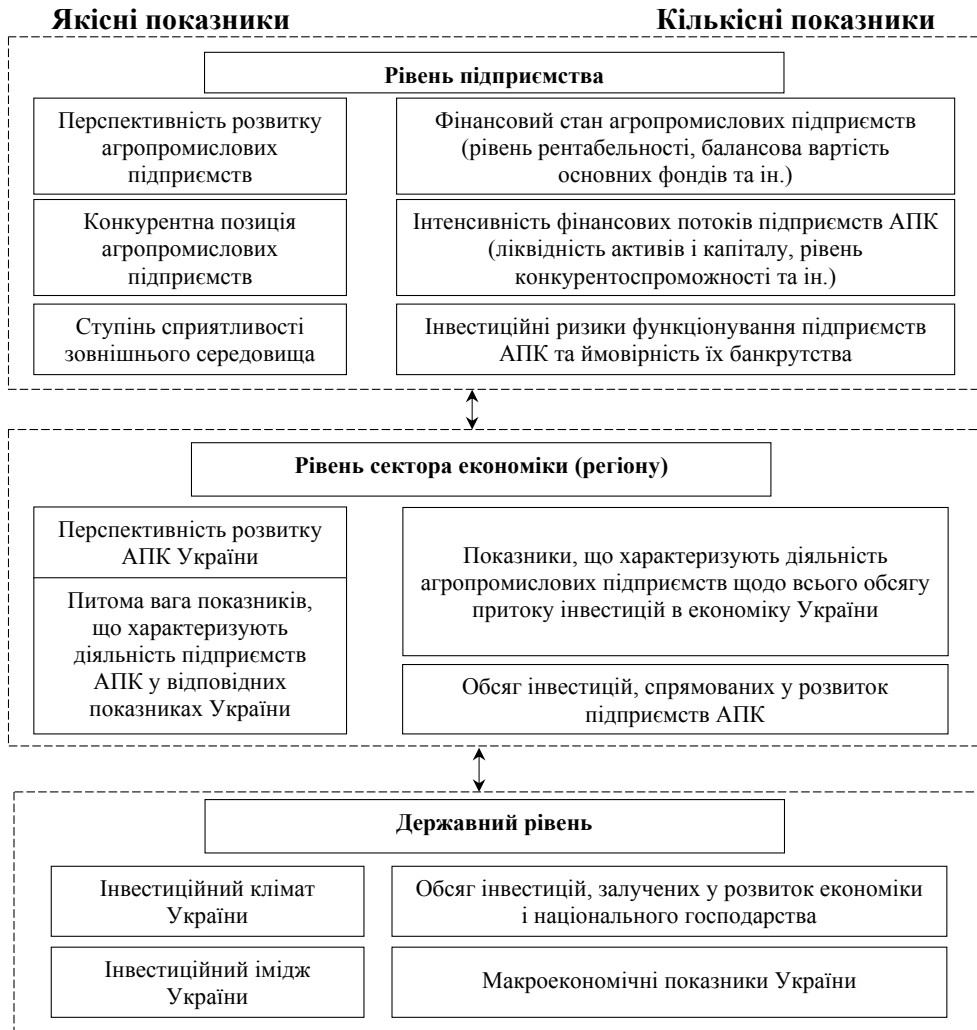 Якісні показники
Кількісні показники
Рівень підприємства
Перспективність розвитку
агропромислових
підприємств
Фінансовий стан агропромислових підприємств
(рівень рентабельності, балансова вартість
основних фондів та ін.)
Конкурентна позиція
агропромислових
підприємств
Інтенсивність фінансових потоків підприємств АПК
(ліквідність активів і капіталу, рівень
конкурентоспроможності та ін.)
Ступінь сприятливості
зовнішнього середовища
Інвестиційні ризики функціонування підприємств
АПК та ймовірність їх банкрутства
Рівень сектора економіки (регіону)
Перспективність розвитку
АПК України
Питома вага показників,
що характеризують
діяльність підприємств
АПК у відповідних
показниках України
Показники, що характеризують діяльність
агропромислових підприємств щодо всього обсягу
притоку інвестицій в економіку України
Обсяг інвестицій, спрямованих у розвиток
підприємств АПК
Державний рівень
Інвестиційний клімат
України
Обсяг інвестицій, залучених у розвиток економіки
і національного господарства
Інвестиційний імідж
України
Макроекономічні показники України